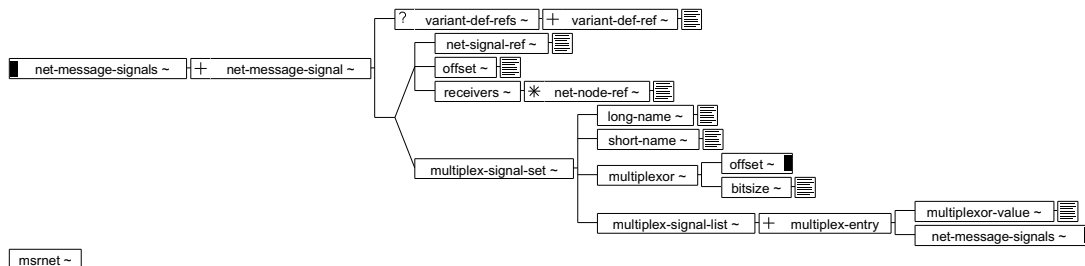 ? variant-def-refs ~ + variant-def-ref ~
net-signal-ref ~
net-message-signals ~ + net-message-signal ~
offset ~
receivers ~ ✳ net-node-ref ~
long-name ~
short-name ~
offset ~
multiplex-signal-set ~
multiplexor ~
bitsize ~
multiplexor-value ~
multiplex-signal-list ~ + multiplex-entry
net-message-signals ~
msrnet ~